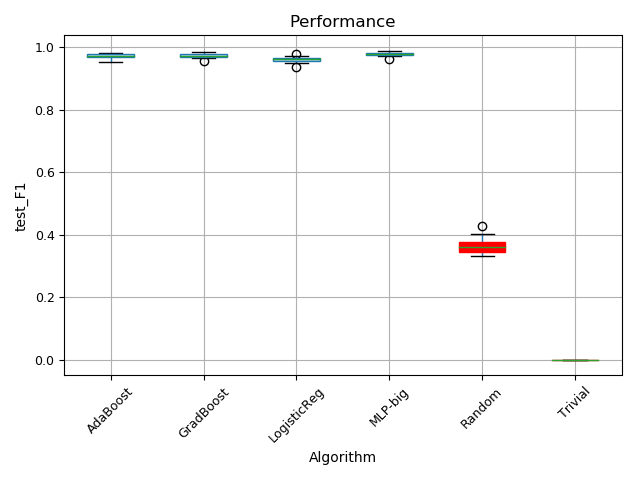 Performance
1.0
0.8
0.6
0.4
0.2
0.0
test_F1
AdaBoost
GradBoost
LogisticReg
MLP-big
Random
Trivial
Algorithm